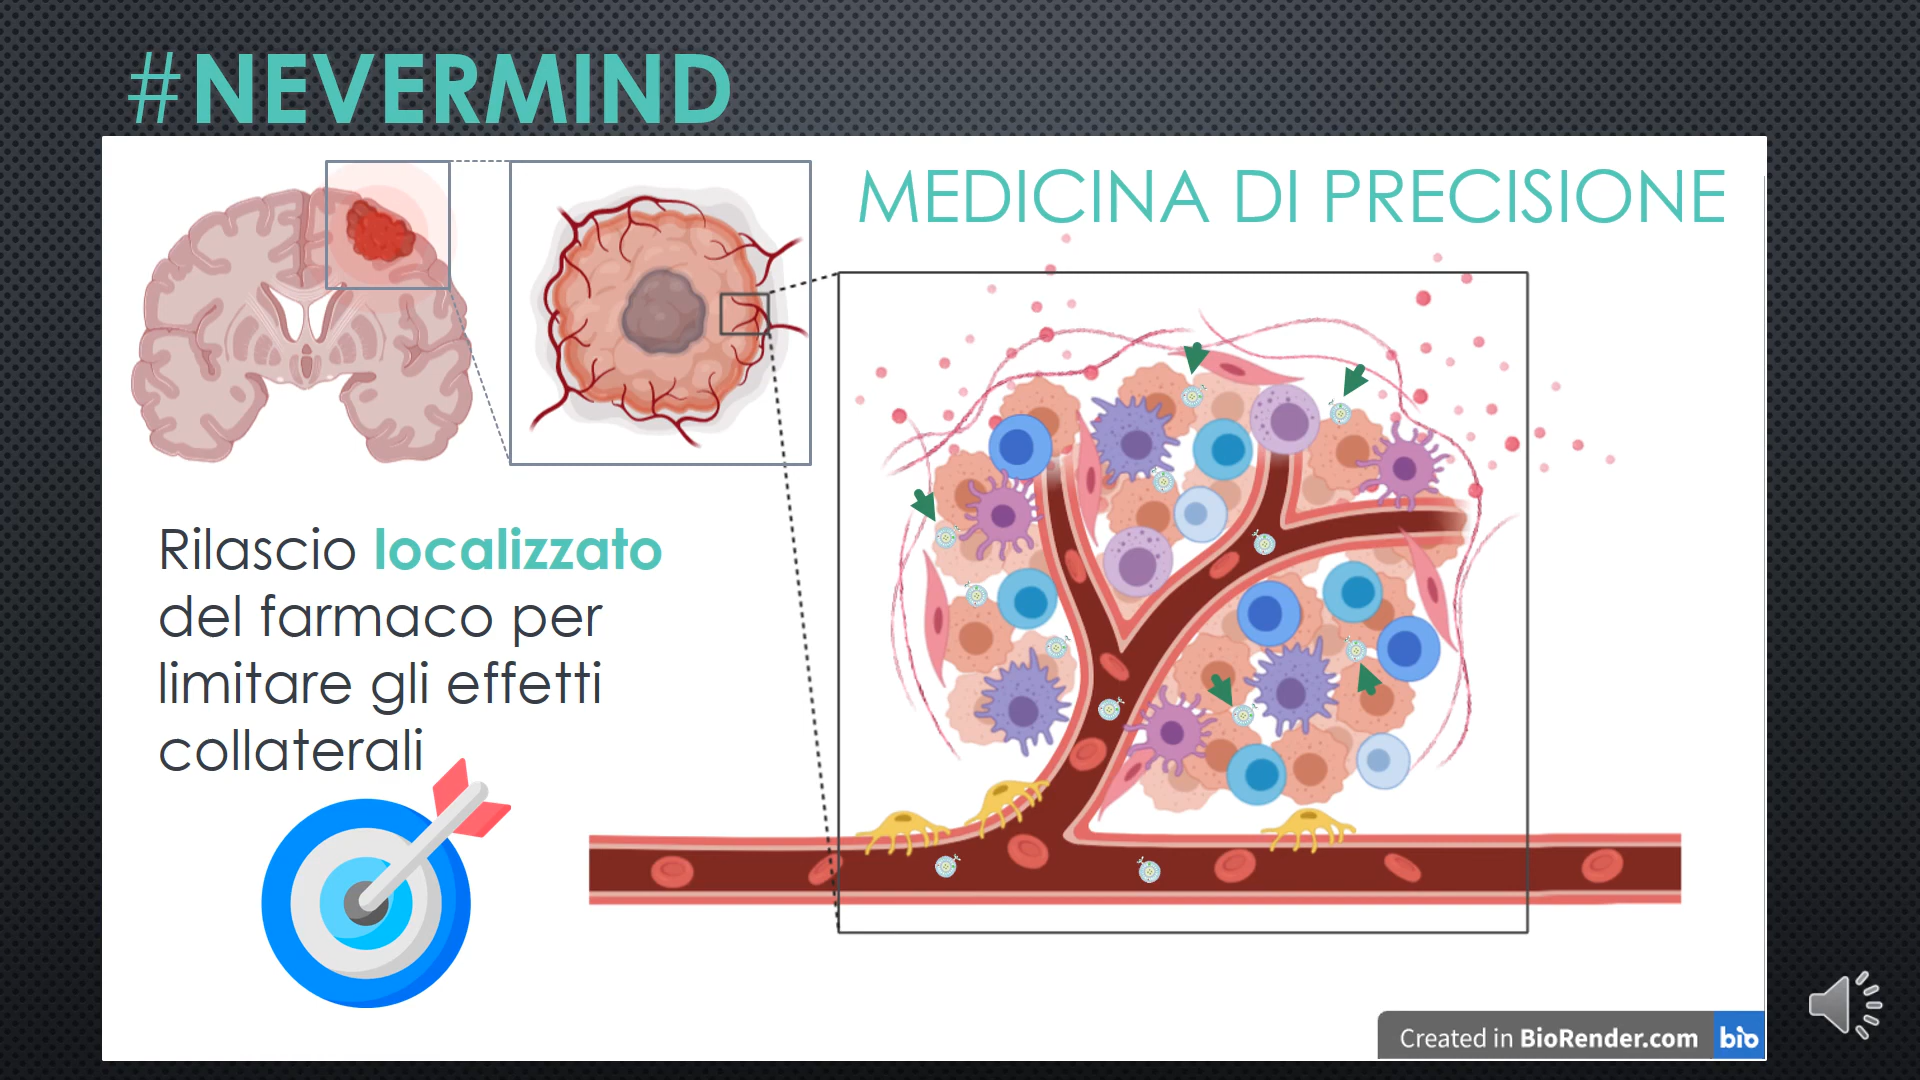 #NEVERMIND
MEDICINA DI PRECISIONE
Rilascio localizzato
del farmaco per
limitare gli effetti
collaterali
Created in BioRender.com bio